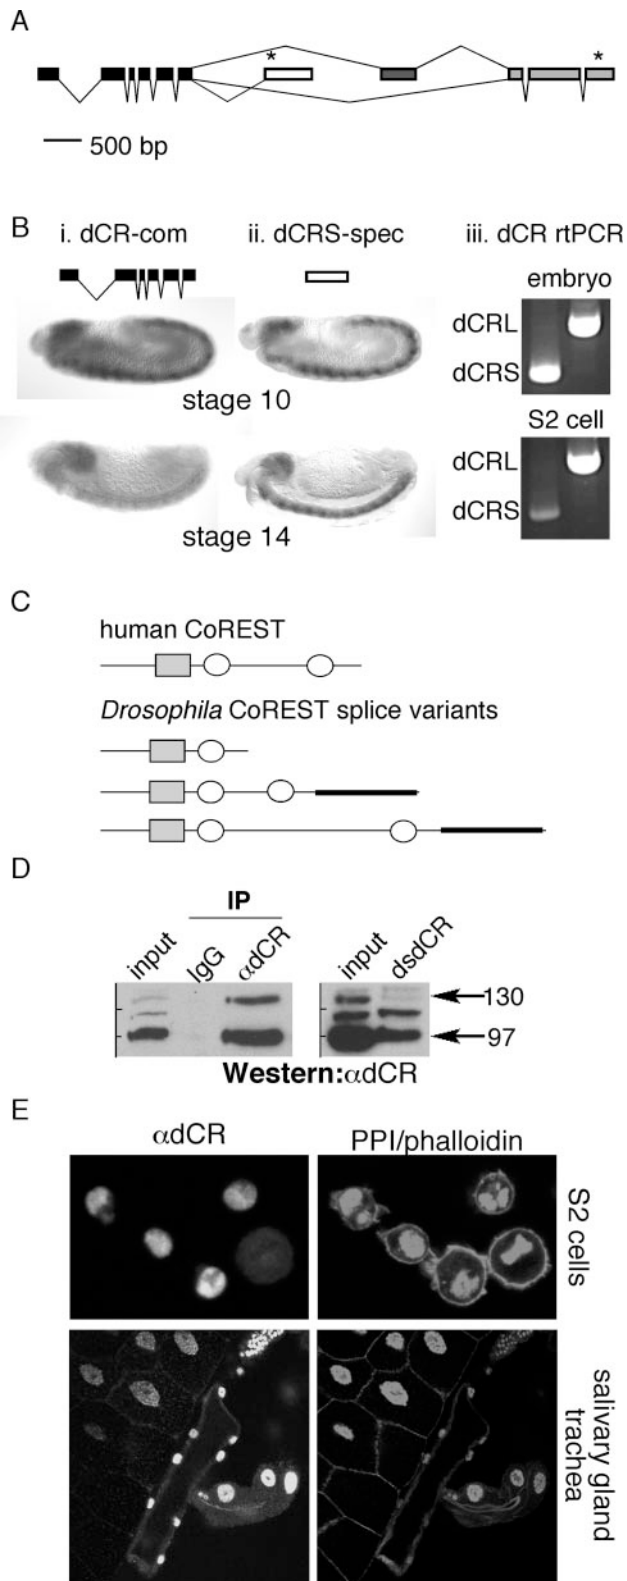 A
*
*
500 bp
B
i. dCR-com
ii. dCRS-spec
iii. dCR rtPCR
embryo
dCRL
dCRS
stage 10
S2 cell
dCRL
dCRS
stage 14
C
human CoREST
Drosophila CoREST splice variants
D
IP
input
IgG
αdCR
input
dsdCR
130
97
Western:αdCR
E
αdCR
PPI/phalloidin
S2 cells
salivary gland
trachea